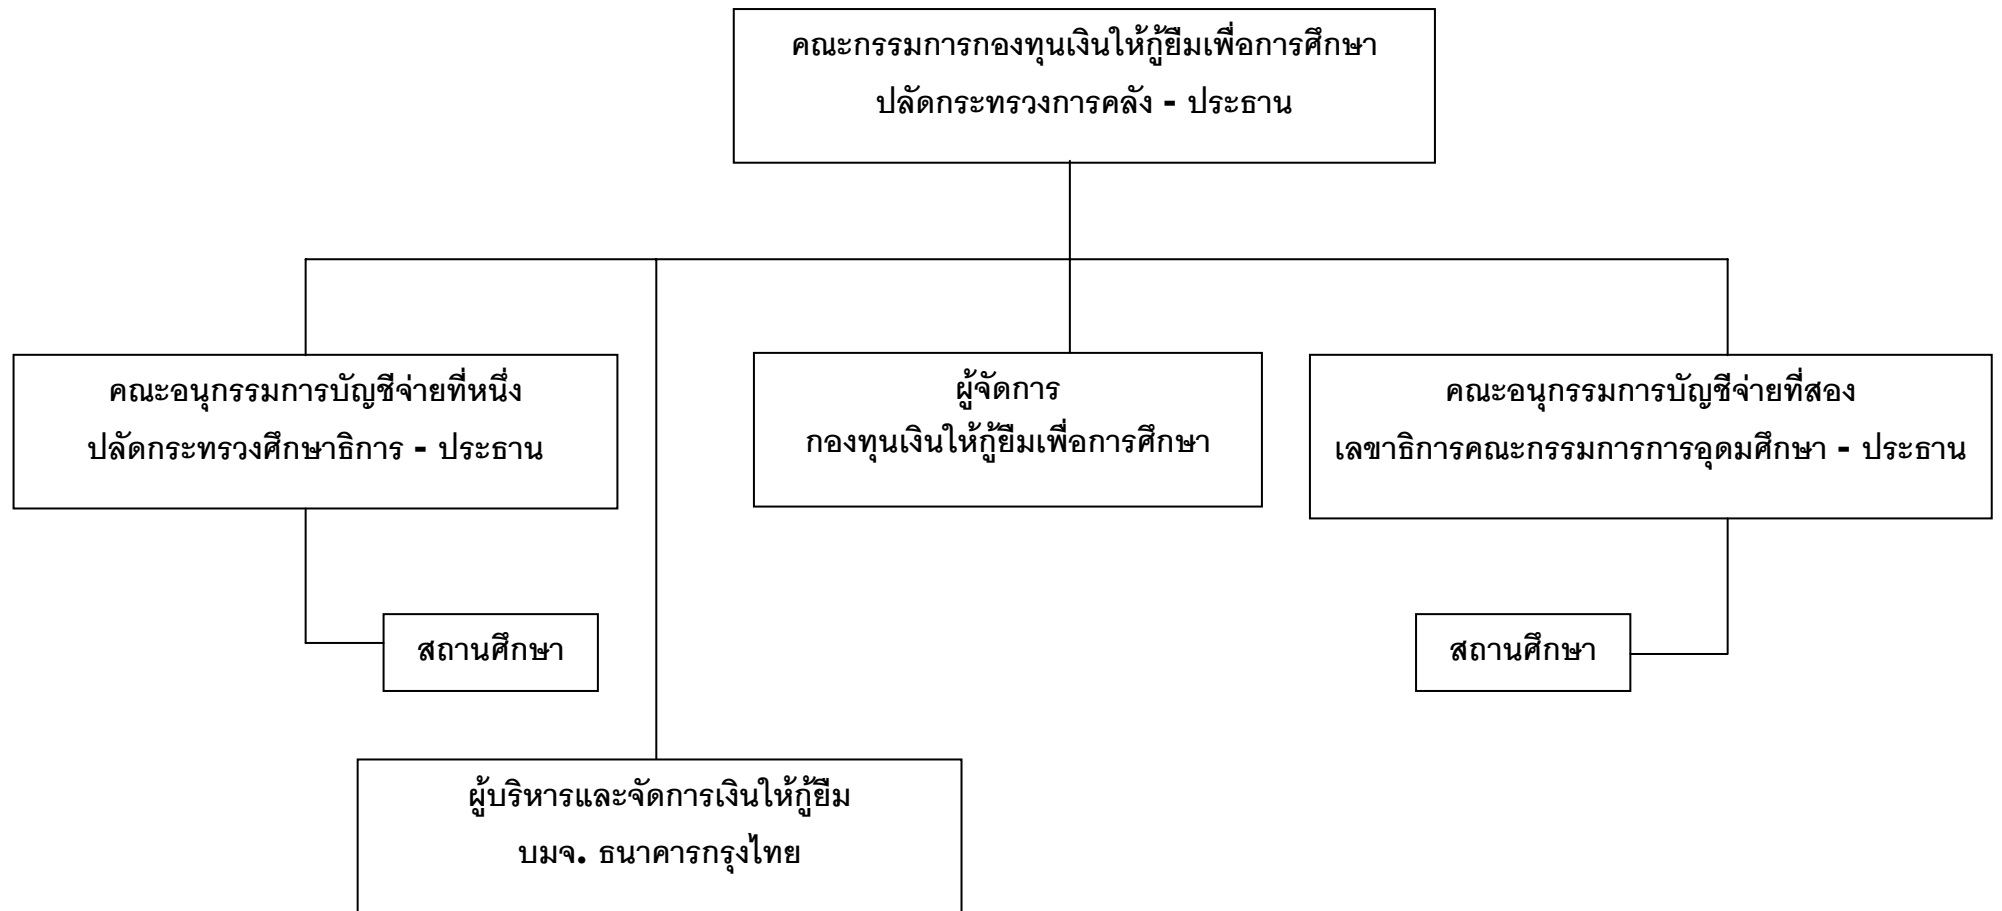 คณะกรรมการกองทุนเงินให้กู้ยืมเพื่อการศึกษา
ปลัดกระทรวงการคลัง - ประธาน
คณะอนุกรรมการบัญชีจ่ายที่หนึ่ง
ปลัดกระทรวงศึกษาธิการ - ประธาน
ผู้จัดการ
กองทุนเงินให้กู้ยืมเพื่อการศึกษา
คณะอนุกรรมการบัญชีจ่ายที่สอง
เลขาธิการคณะกรรมการการอุดมศึกษา - ประธาน
สถานศึกษา
สถานศึกษา
ผู้บริหารและจัดการเงินให้กู้ยืม
บมจ. ธนาคารกรุงไทย